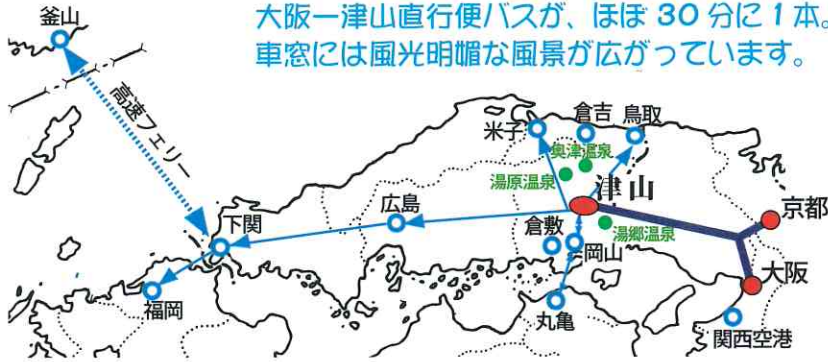 大阪ー津山直行便バスが、ほぼ30分に1本。
車窓には風光明媚な風景が広がっています。
釜山
高速フェリー
米子
倉吉
鳥取
奥津温泉
湯原温泉
津山
京都
広島
下関
倉敷
岡山
湯郷温泉
大阪
福岡
丸亀
関西空港